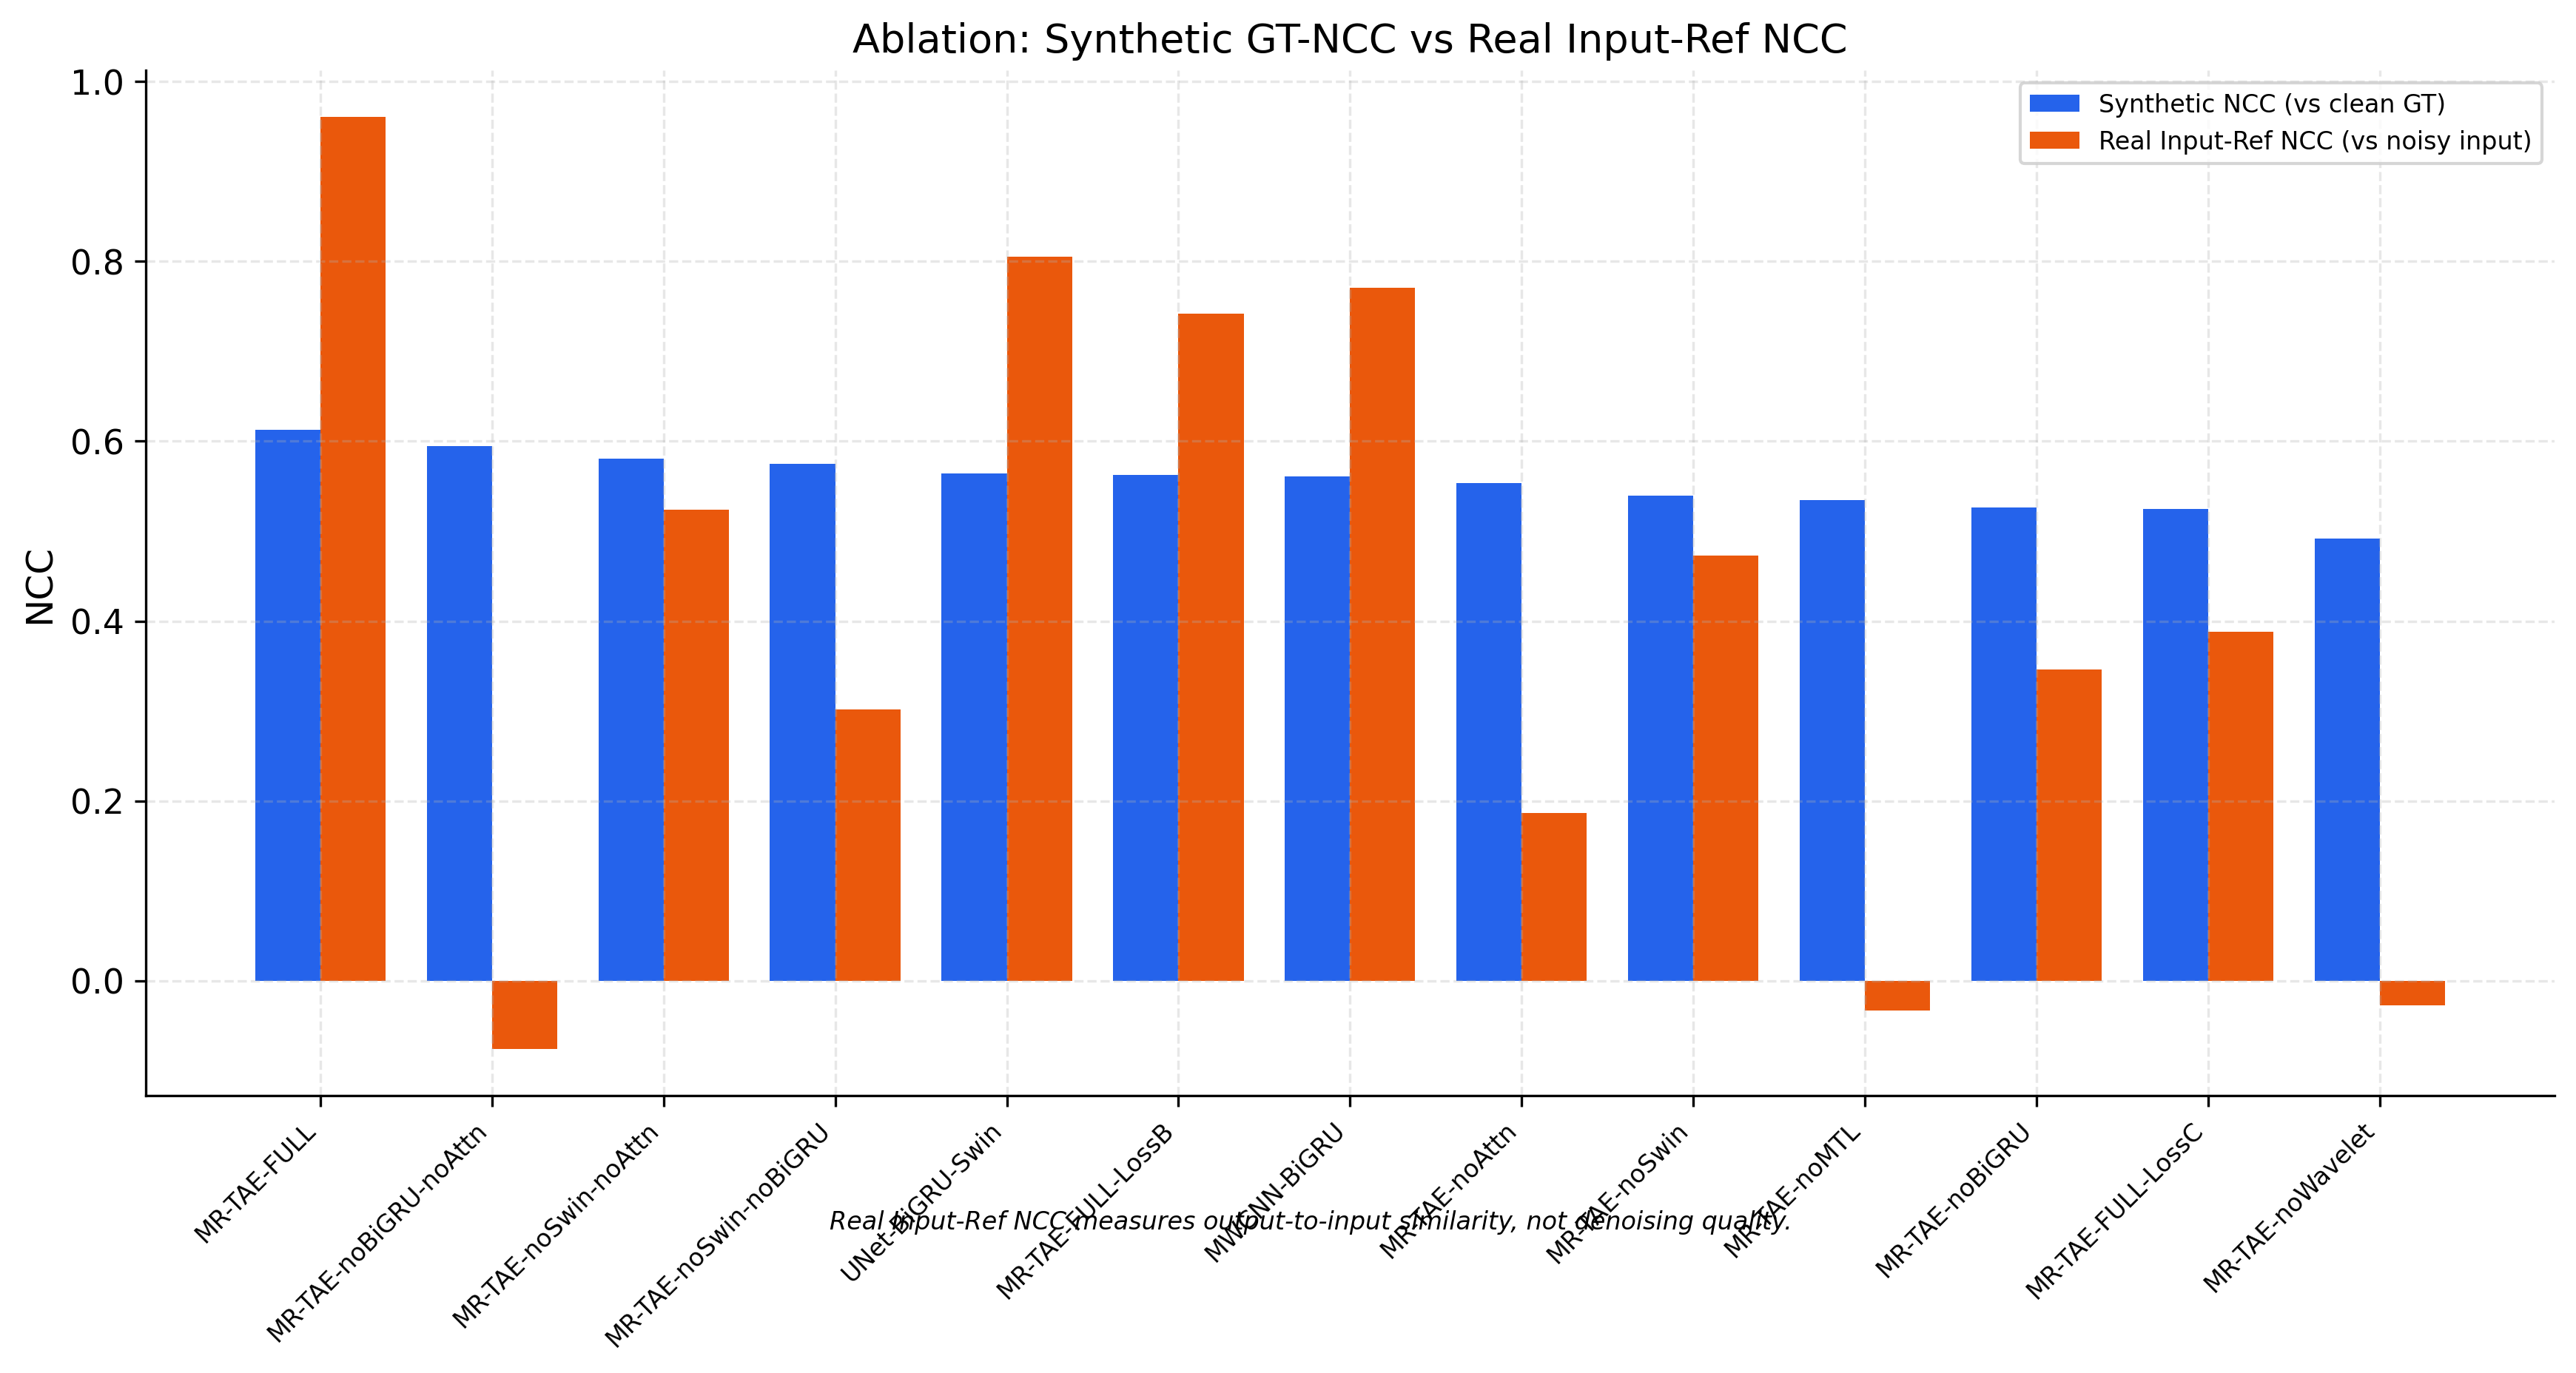 Ablation: Synthetic GT-NCC vs Real Input-Ref NCC
Synthetic NCC (vs clean GT)
Real Input-Ref NCC (vs noisy input)
NCC
1.0
0.8
0.6
0.4
0.2
0.0
MR-TAE-FULL
MR-TAE-noBiGRU-noAttn
MR-TAE-noSwin-noAttn
MR-TAE-noSwin-noBiGRU
UNet-BiGRU-Swin
MR-TAE-FULL-LossB
MWCNN-BiGRU
MR-TAE-noAttn
MR-TAE-noSwin
MR-TAE-noMTL
MR-TAE-noBiGRU
MR-TAE-FULL-LossC
MR-TAE-noWavelet
Real Input-Ref NCC measures output-to-input similarity, not denoising quality.